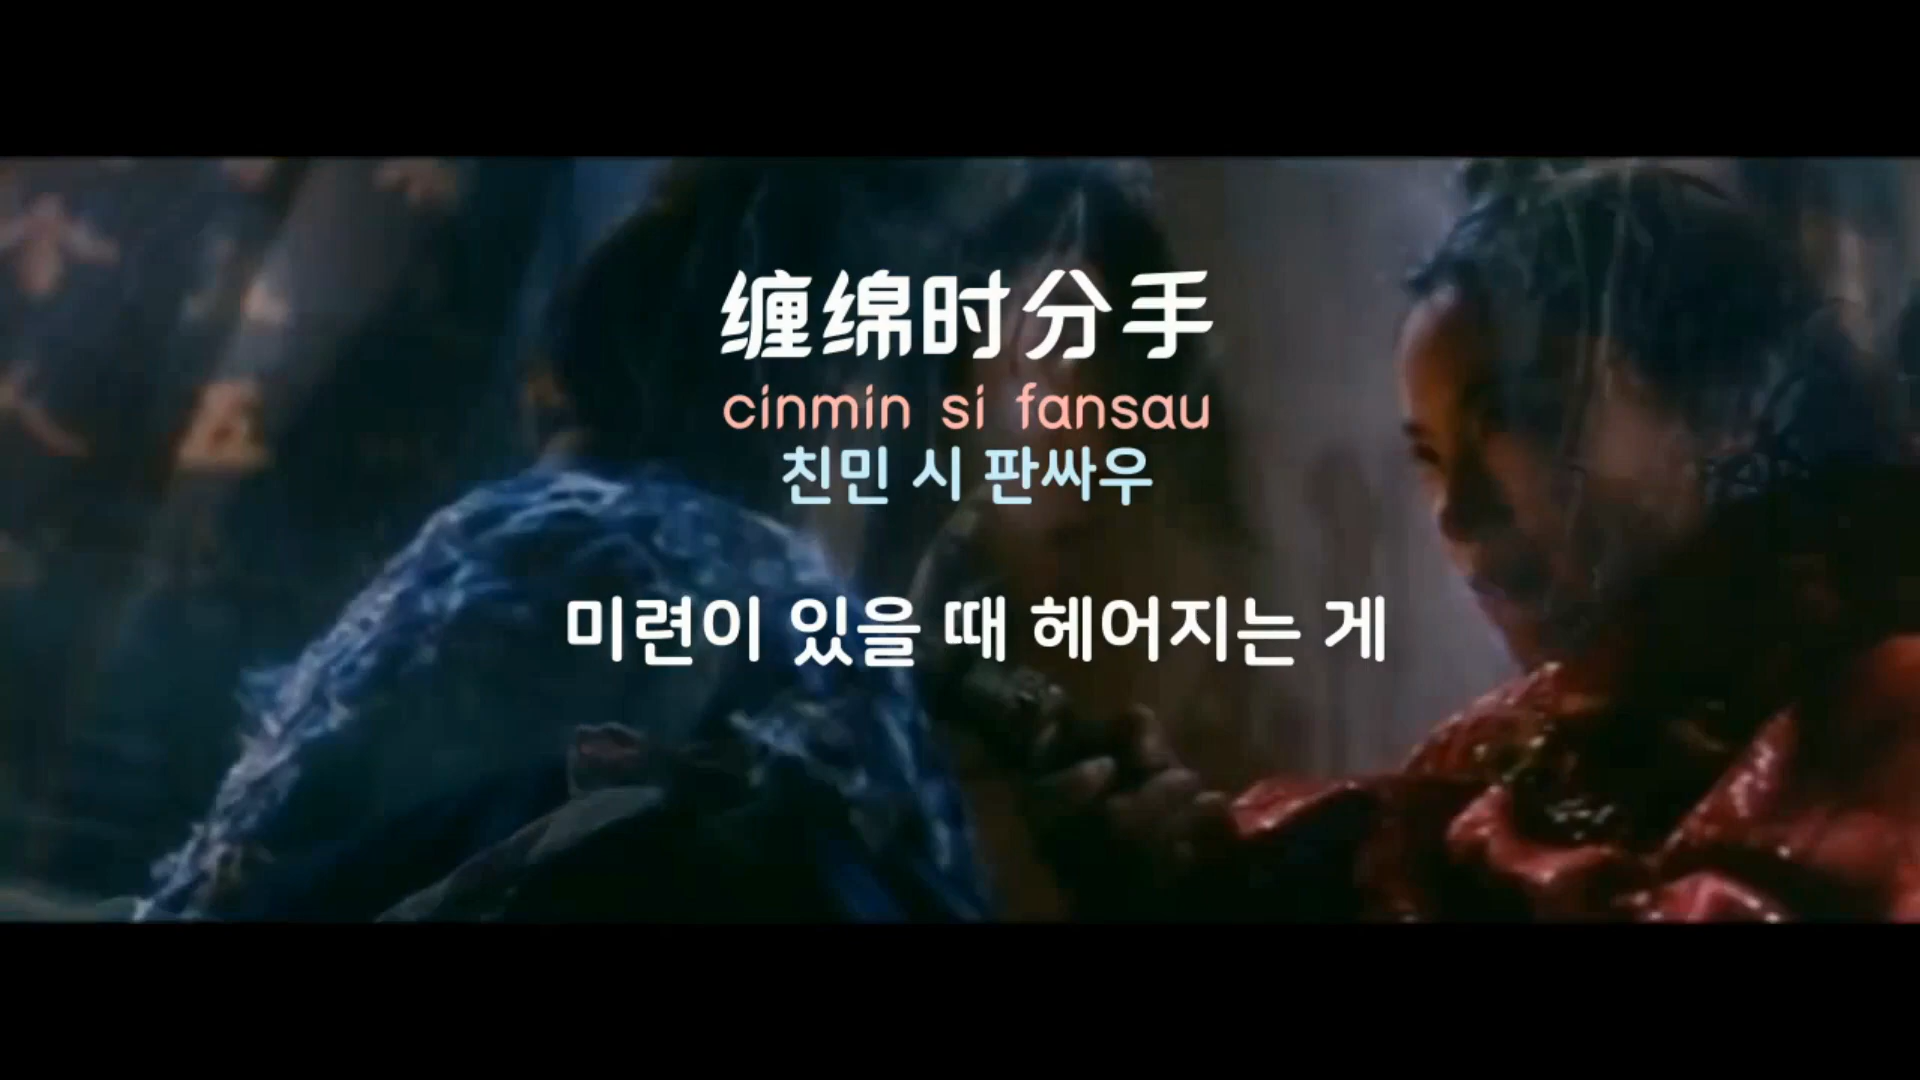 缠绵时分手
cinmin si fansau
친민 시 판싸우
미련이 있을 때 헤어지는 게